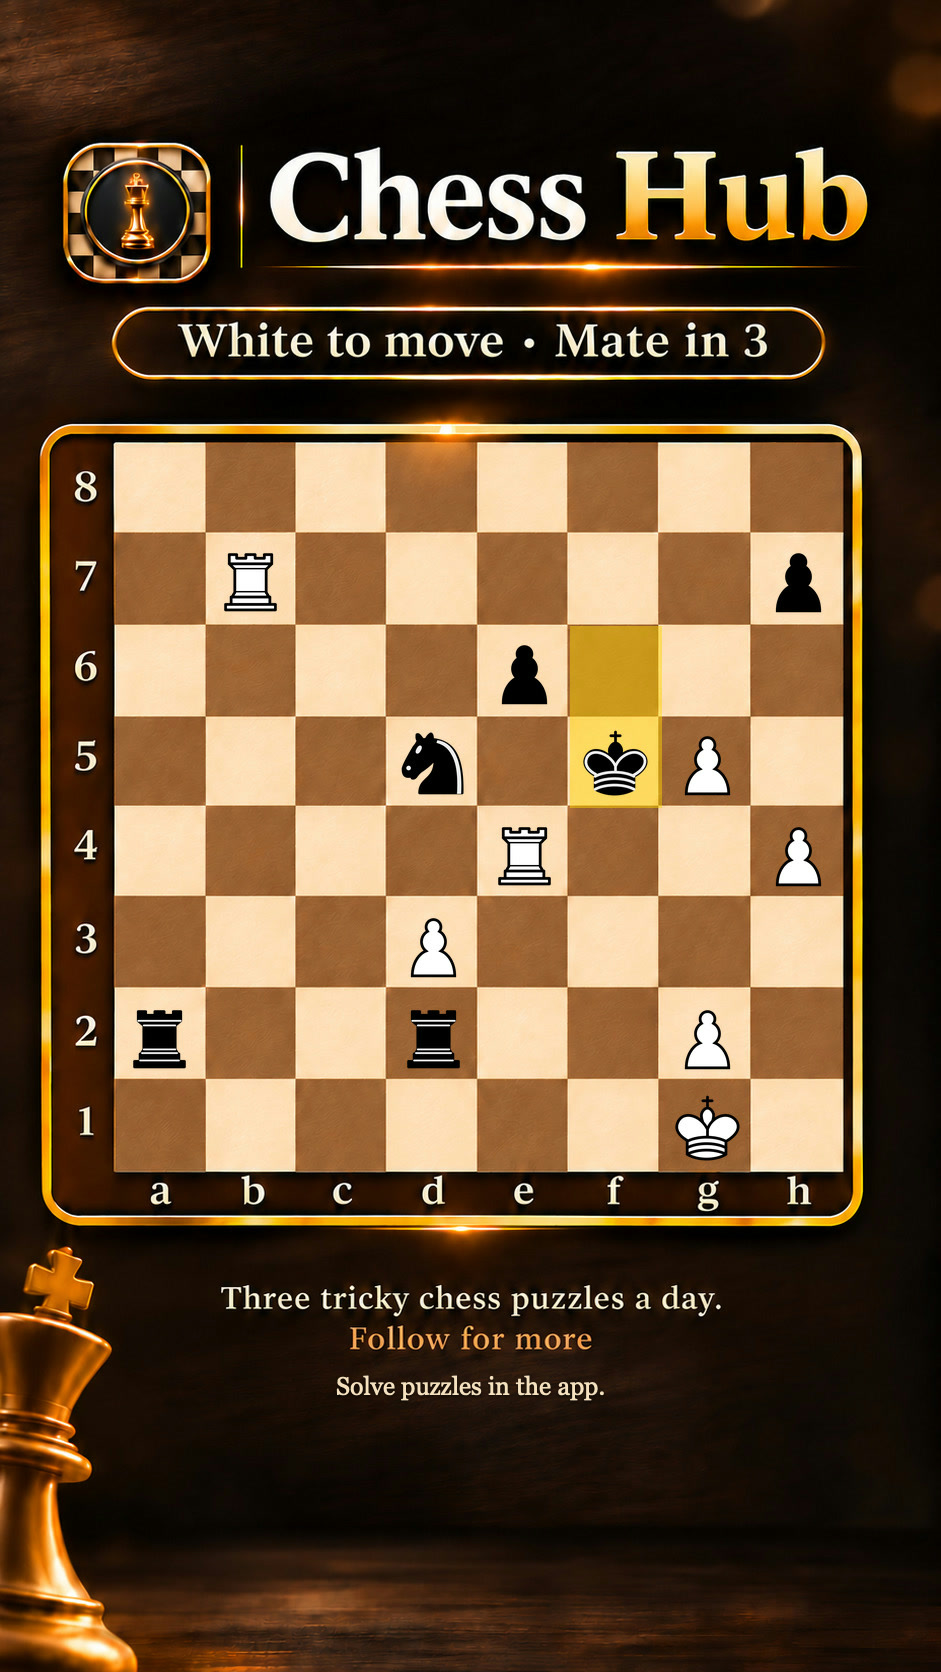 Chess Hub
White to move • Mate in 3
8
7
6
5
4
3
2
1
a b c d e f g h
Three tricky chess puzzles a day.
Follow for more
Solve puzzles in the app.